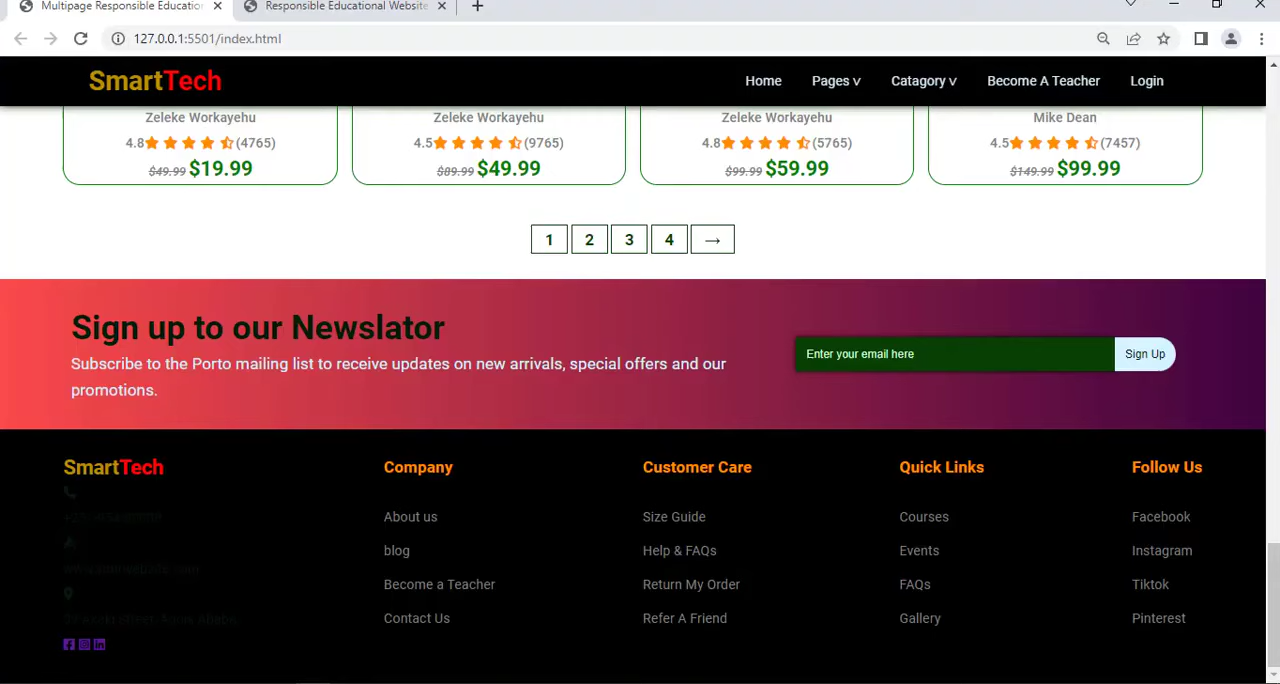 Multipage Responsible Educatio
Responsible Educational Website
127.0.0.1:5501/index.html
SmartTech
Home Pages v Catagory v Become A Teacher Login
Zeleke Workayehu Zeleke Workayehu Zeleke Workayehu Mike Dean
4.8 (4765) 4.5 (9765) 4.8 (5765) 4.5 (7457)
$49.99 $19.99 $89.99 $49.99 $99.99 $59.99 $149.99 $99.99
1 2 3 4 →
Sign up to our Newslator
Subscribe to the Porto mailing list to receive updates on new arrivals, special offers and our
promotions.
Enter your email here Sign Up
SmartTech Company Customer Care Quick Links Follow Us
About us Size Guide Courses Facebook
blog Help & FAQs Events Instagram
Become a Teacher Return My Order FAQs Tiktok
Contact Us Refer A Friend Gallery Pinterest